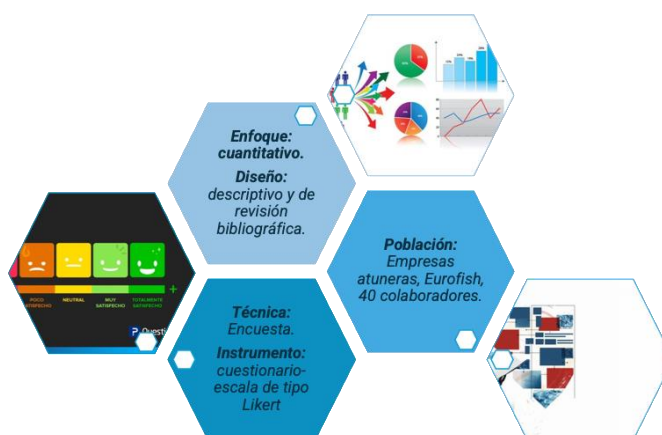 Enfoque:
cuantitativo.
Diseño:
descriptivo y de
revisión
bibliográfica.
Población:
Empresas
atuneras, Eurofish,
40 colaboradores.
POCO
NEUTRAL
MUY
SATISFECHO
TOTALMENTE
SATISFECHO
Técnica:
Encuesta.
Instrumento:
cuestionario-
escala de tipo
Likert